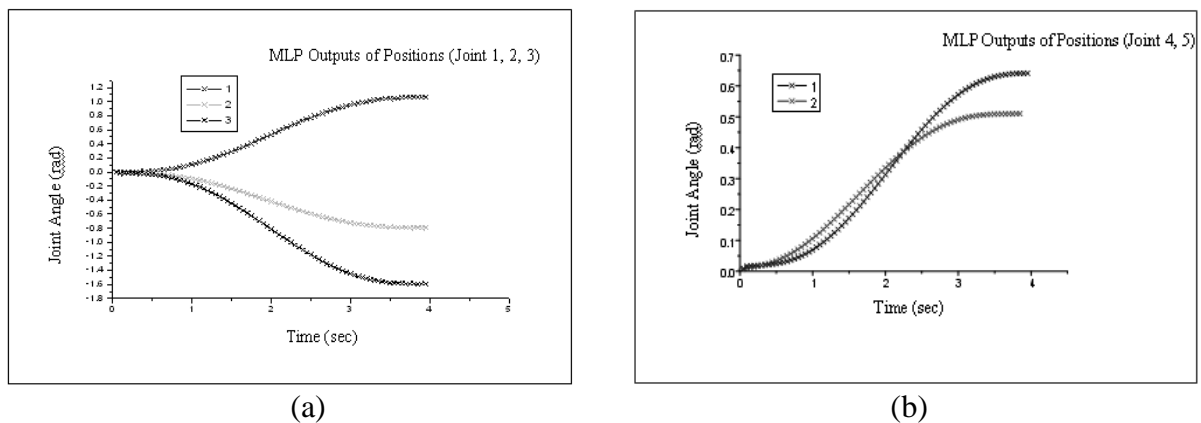 MLP Outputs of Positions (Joint 1, 2, 3)
1
2
3
1.2
1.0
0.8
0.6
0.4
0.2
0.0
-0.2
-0.4
-0.6
-0.8
-1.0
-1.2
-1.4
-1.6
-1.8
Joint Angle (rad)
0 1 2 3 4 5
Time (sec)
(a)
MLP Outputs of Positions (Joint 4, 5)
1
2
0.7
0.6
0.5
0.4
0.3
0.2
0.1
0.0
Joint Angle (rad)
0 1 2 3 4
Time (sec)
(b)